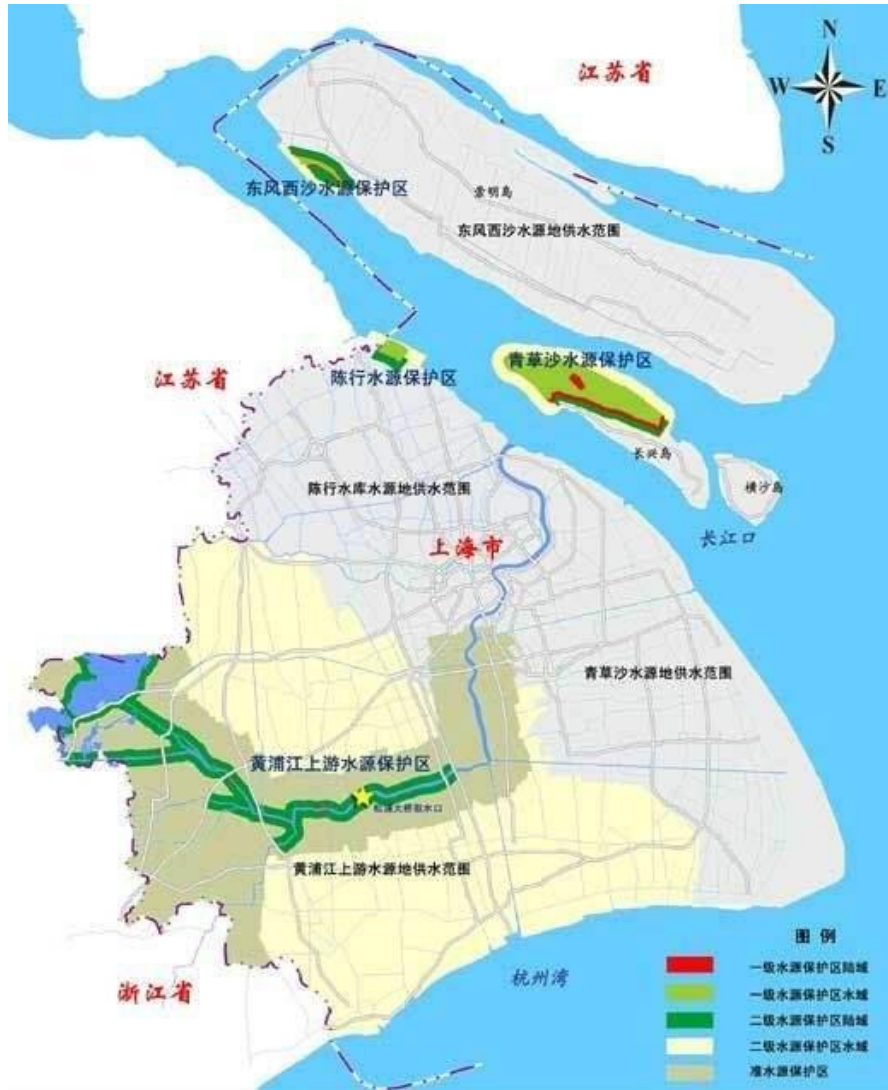 N
江苏省
W
E
S
东风西沙水源保护区
崇明岛
东风西沙水源地供水范围
江苏省
陈行水源保护区
青草沙水源保护区
长兴岛
横沙岛
陈行水库水源地供水范围
长江口
上海市
青草沙水源地供水范围
黄浦江上游水源保护区
松浦大桥取水口
黄浦江上游水源地供水范围
图 例
一级水源保护区陆域
杭州湾
一级水源保护区水域
浙江省
二级水源保护区陆域
二级水源保护区水域
准水源保护区